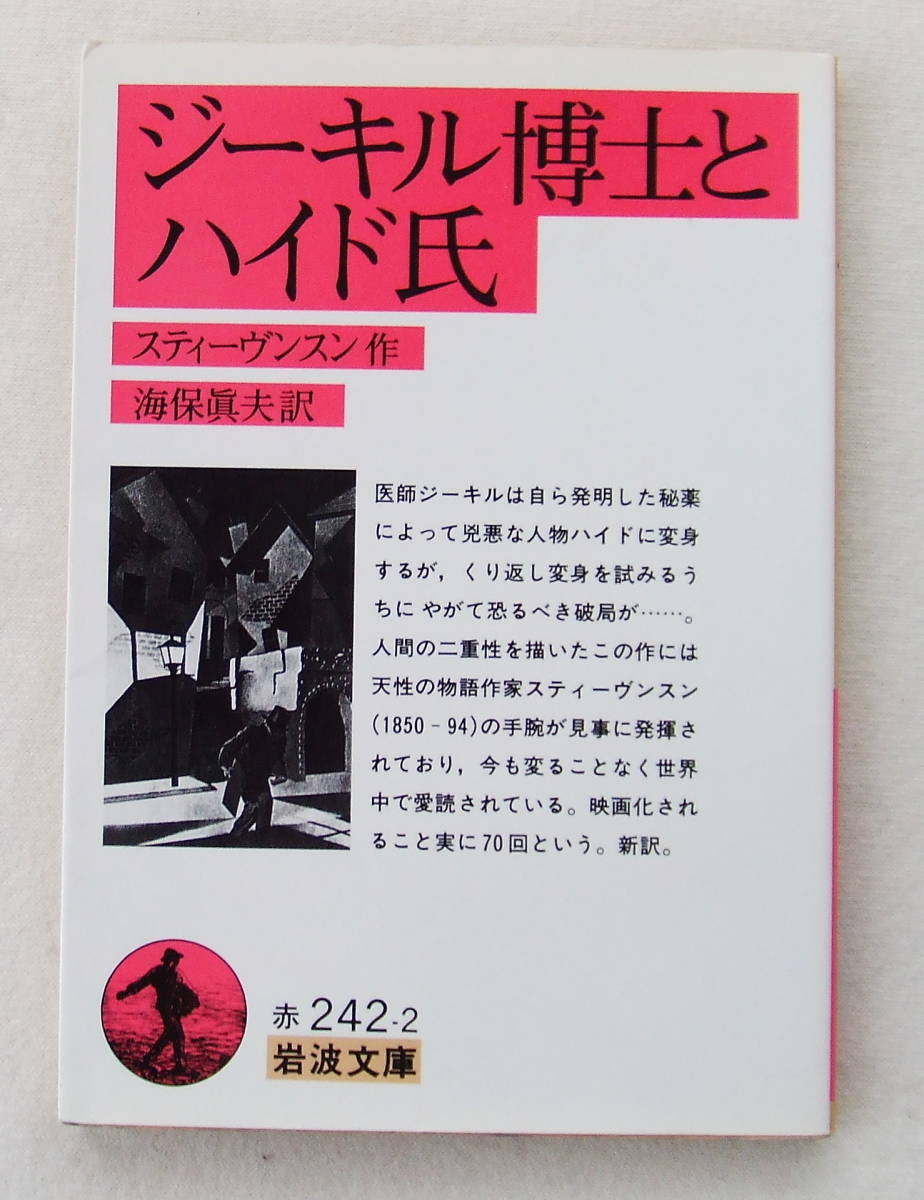 ジーキル博士と
ハイド氏
スティーヴンスン作
海保眞夫訳
医師ジーキルは自ら発明した秘薬
によって兇悪な人物ハイドに変身
するが，くり返し変身を試みるう
ちに やがて恐るべき破局が……。
人間の二重性を描いたこの作には
天性の物語作家スティーヴンスン
(1850‐94)の手腕が見事に発揮さ
れており，今も変ることなく世界
中で愛読されている。映画化され
ること実に70回という。新訳。
赤 242-2
岩波文庫